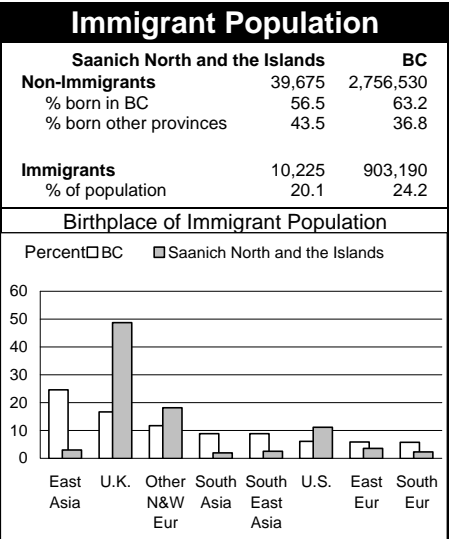 Immigrant Population
Saanich North and the Islands BC
Non-Immigrants 39,675 2,756,530
% born in BC 56.5 63.2
% born other provinces 43.5 36.8
Immigrants 10,225 903,190
% of population 20.1 24.2
Birthplace of Immigrant Population
Percent BC Saanich North and the Islands
60
50
40
30
20
10
0
East U.K. Other South South U.S. East South
Asia N&W Asia East Eur Eur
Eur Asia